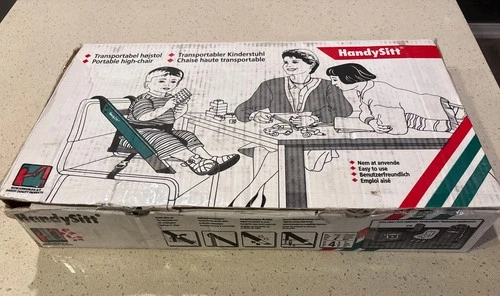 HandySitt
Transportabel højstol
Portable high-chair
Transportabler Kinderstuhl
Chaise haute transportable
Nem at anvende
Easy to use
Benutzerfreundlich
Emploi aisé
HandySitt